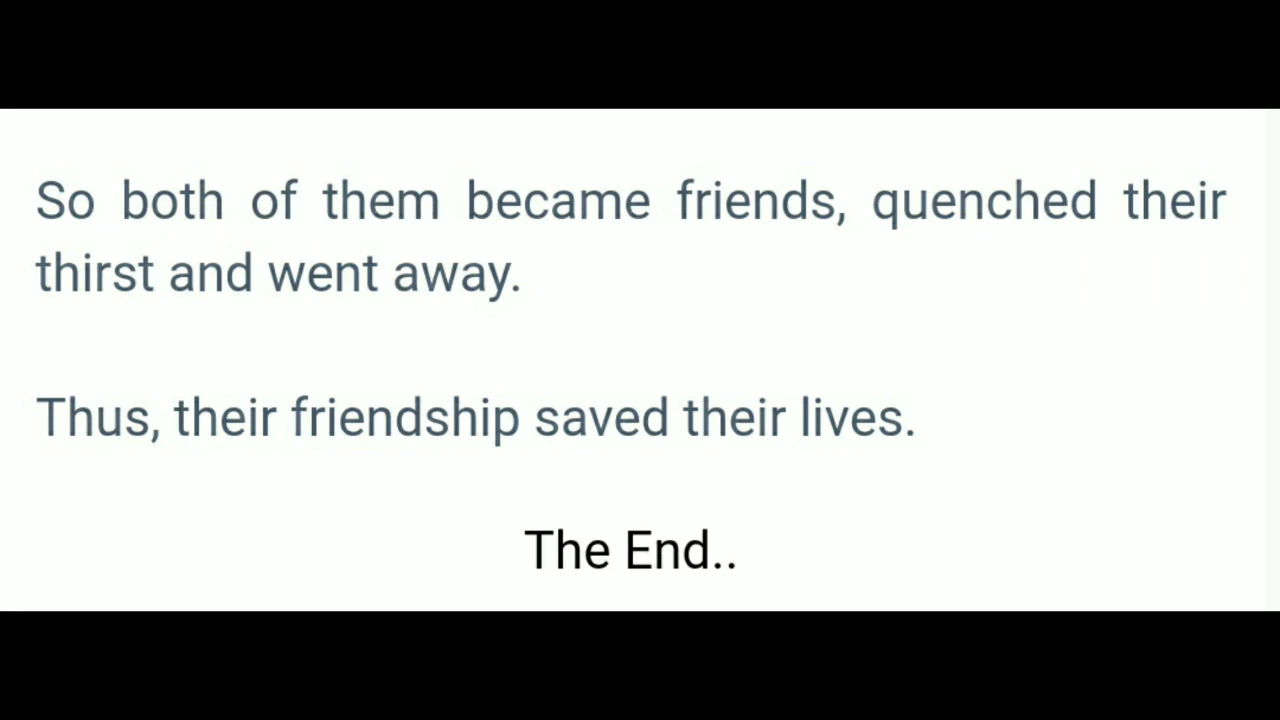 So both of them became friends, quenched their
thirst and went away.
Thus, their friendship saved their lives.
The End..